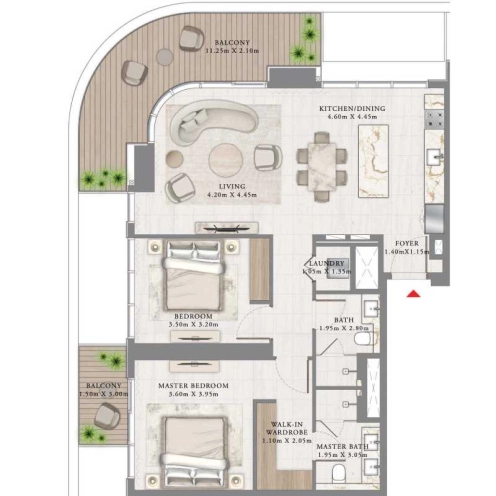 BALCONY
11.25m X 2.10m
KITCHEN/DINING
4.60m X 4.45m
LIVING
4.20m X 4.45m
FOYER
1.40mX1.15m
LAUNDRY
1.05m X 1.35m
BEDROOM
3.50m X 3.20m
BATH
1.95m X 2.80m
BALCONY
1.50m X 3.00m
MASTER BEDROOM
3.60m X 3.95m
WALK-IN
WARDROBE
1.10m X 2.05m
MASTER BATH
1.95m X 3.05m